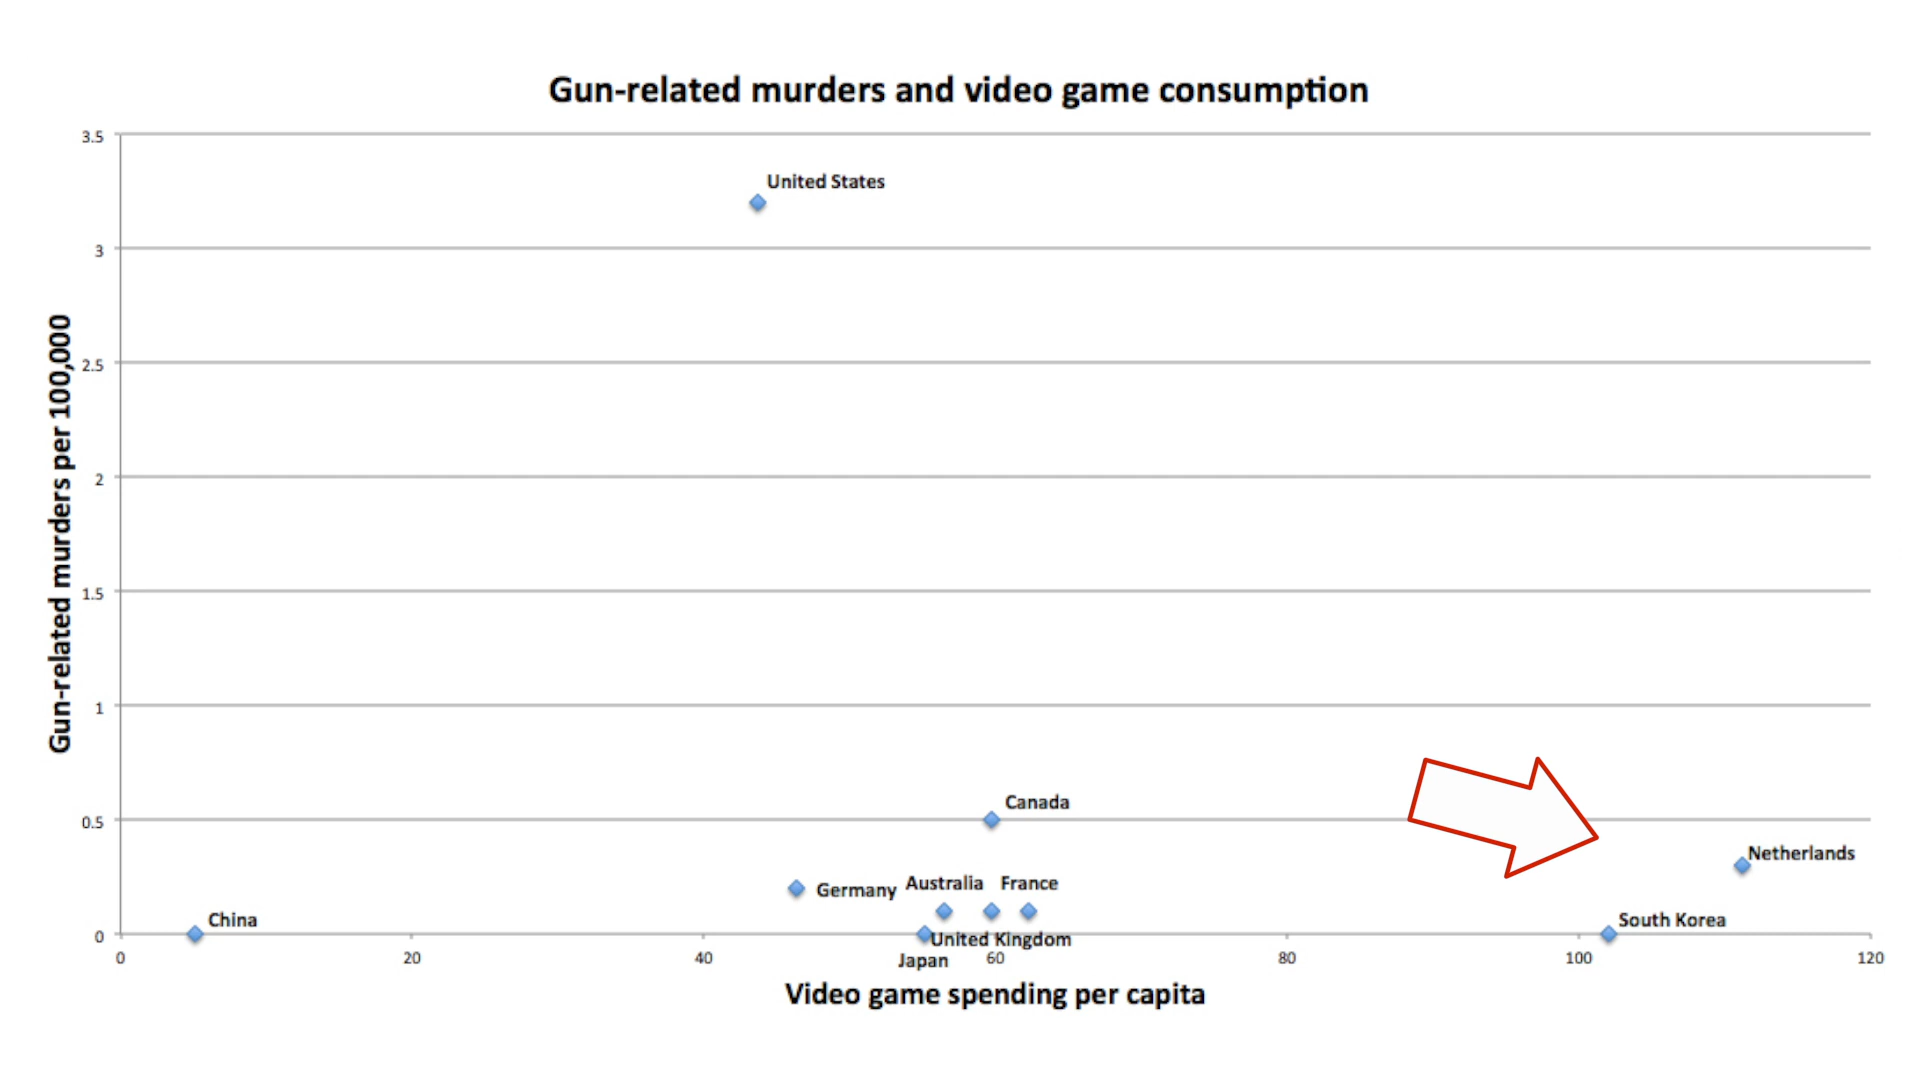 Gun-related murders and video game consumption
3.5
United States
3
2.5
2
1.5
1
0.5
0
Gun-related murders per 100,000
Canada
Netherlands
Germany
Australia
France
China
South Korea
United Kingdom
Japan
0
20
40
60
80
100
120
Video game spending per capita